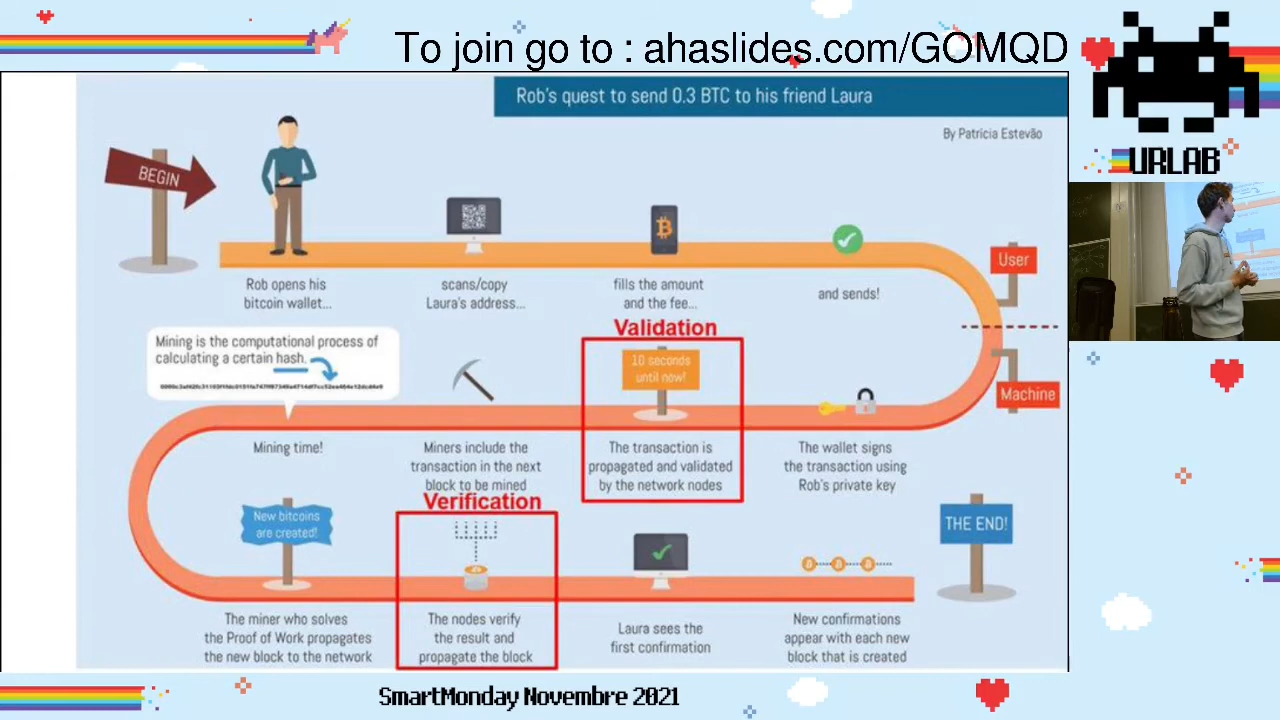 To join go to : ahaslides.com/GOMQD
URLAB
Rob's quest to send 0.3 BTC to his friend Laura
By Patrícia Estevão
BEGIN
User
Rob opens his
bitcoin wallet...
scans/copy
Laura's address...
fills the amount
and the fee...
and sends!
Validation
Mining is the computational process of
calculating a certain hash.
10 seconds
until now!
Machine
Mining time!
Miners include the
transaction in the next
block to be mined
The transaction is
propagated and validated
by the network nodes
The wallet signs
the transaction using
Rob's private key
Verification
New bitcoins
are created!
THE END!
The miner who solves
the Proof of Work propagates
the new block to the network
The nodes verify
the result and
propagate the block
Laura sees the
first confirmation
New confirmations
appear with each new
block that is created
SmartMonday Novembre 2021